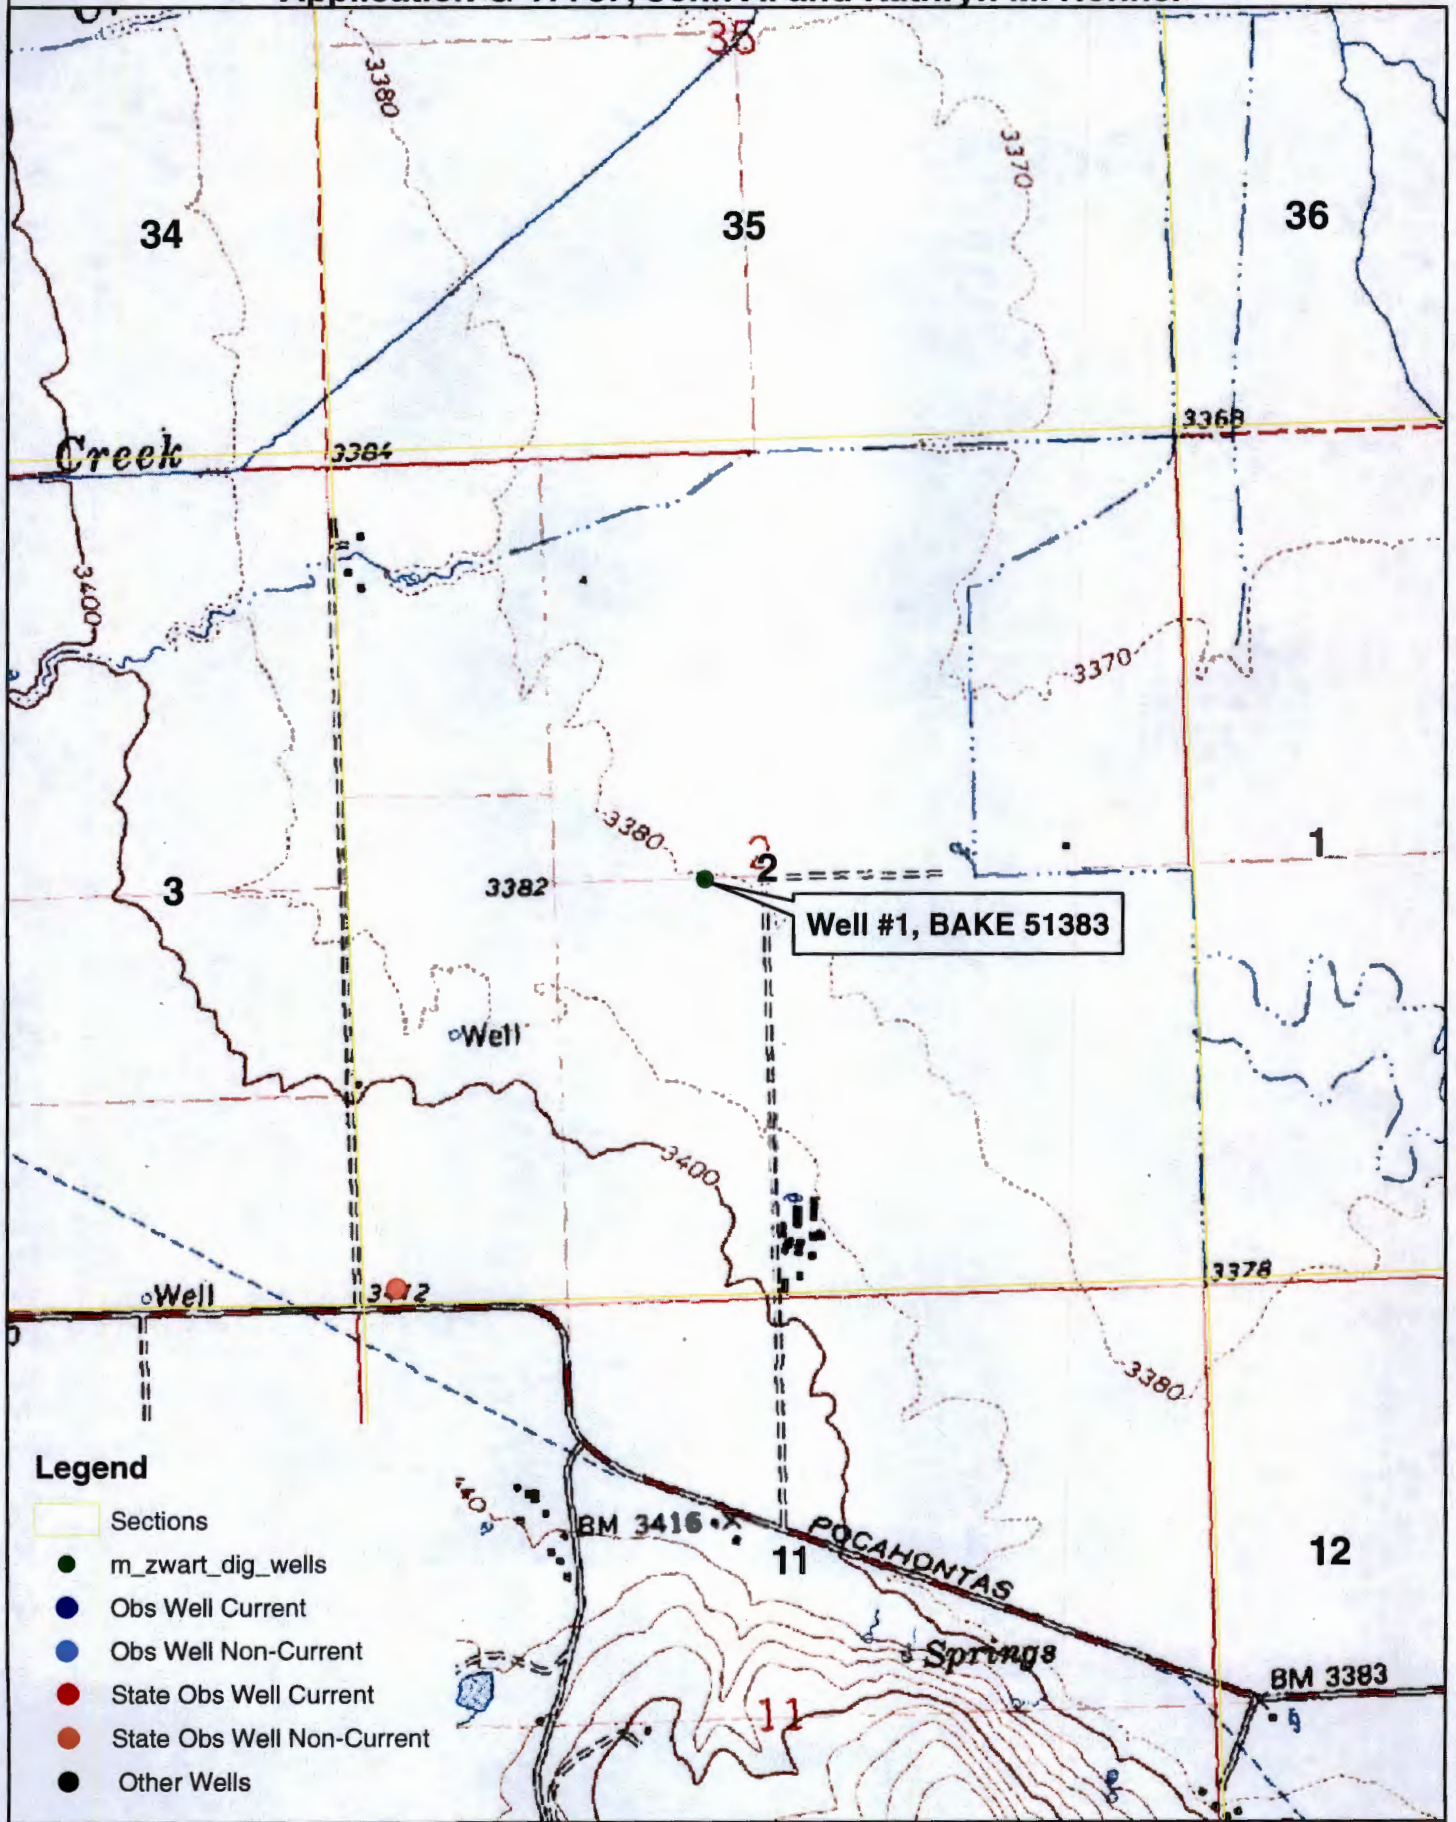 3380
35
3370
34
35
36
3368
Creek
3384
3400
3370
3380
2
2
1
3
3382
Well #1, BAKE 51383
Well
3400
3378
Well
3380
Legend
Sections
m_zwart_dig_wells
Obs Well Current
Obs Well Non-Current
State Obs Well Current
State Obs Well Non-Current
Other Wells
BM 3416
POCAHONTAS
11
12
Springs
BM 3383
11